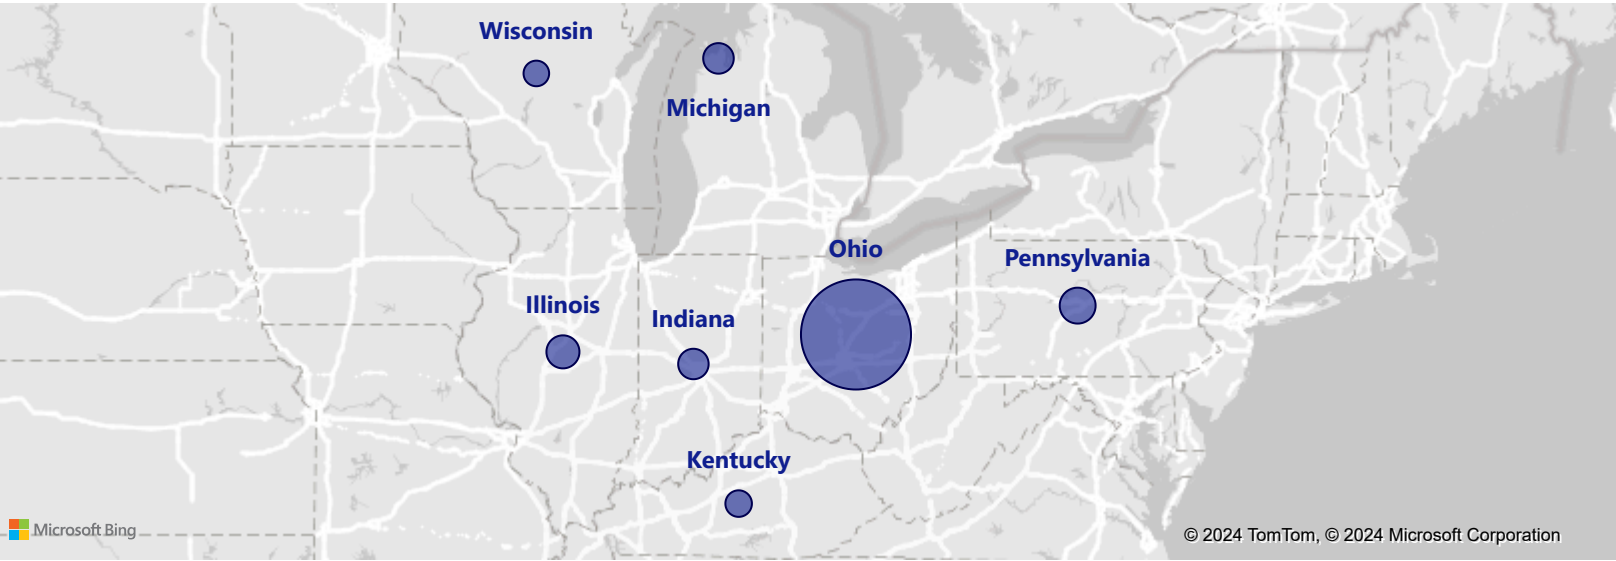 Wisconsin
Michigan
Ohio
Pennsylvania
Illinois
Indiana
Kentucky
Microsoft Bing
© 2024 TomTom, © 2024 Microsoft Corporation